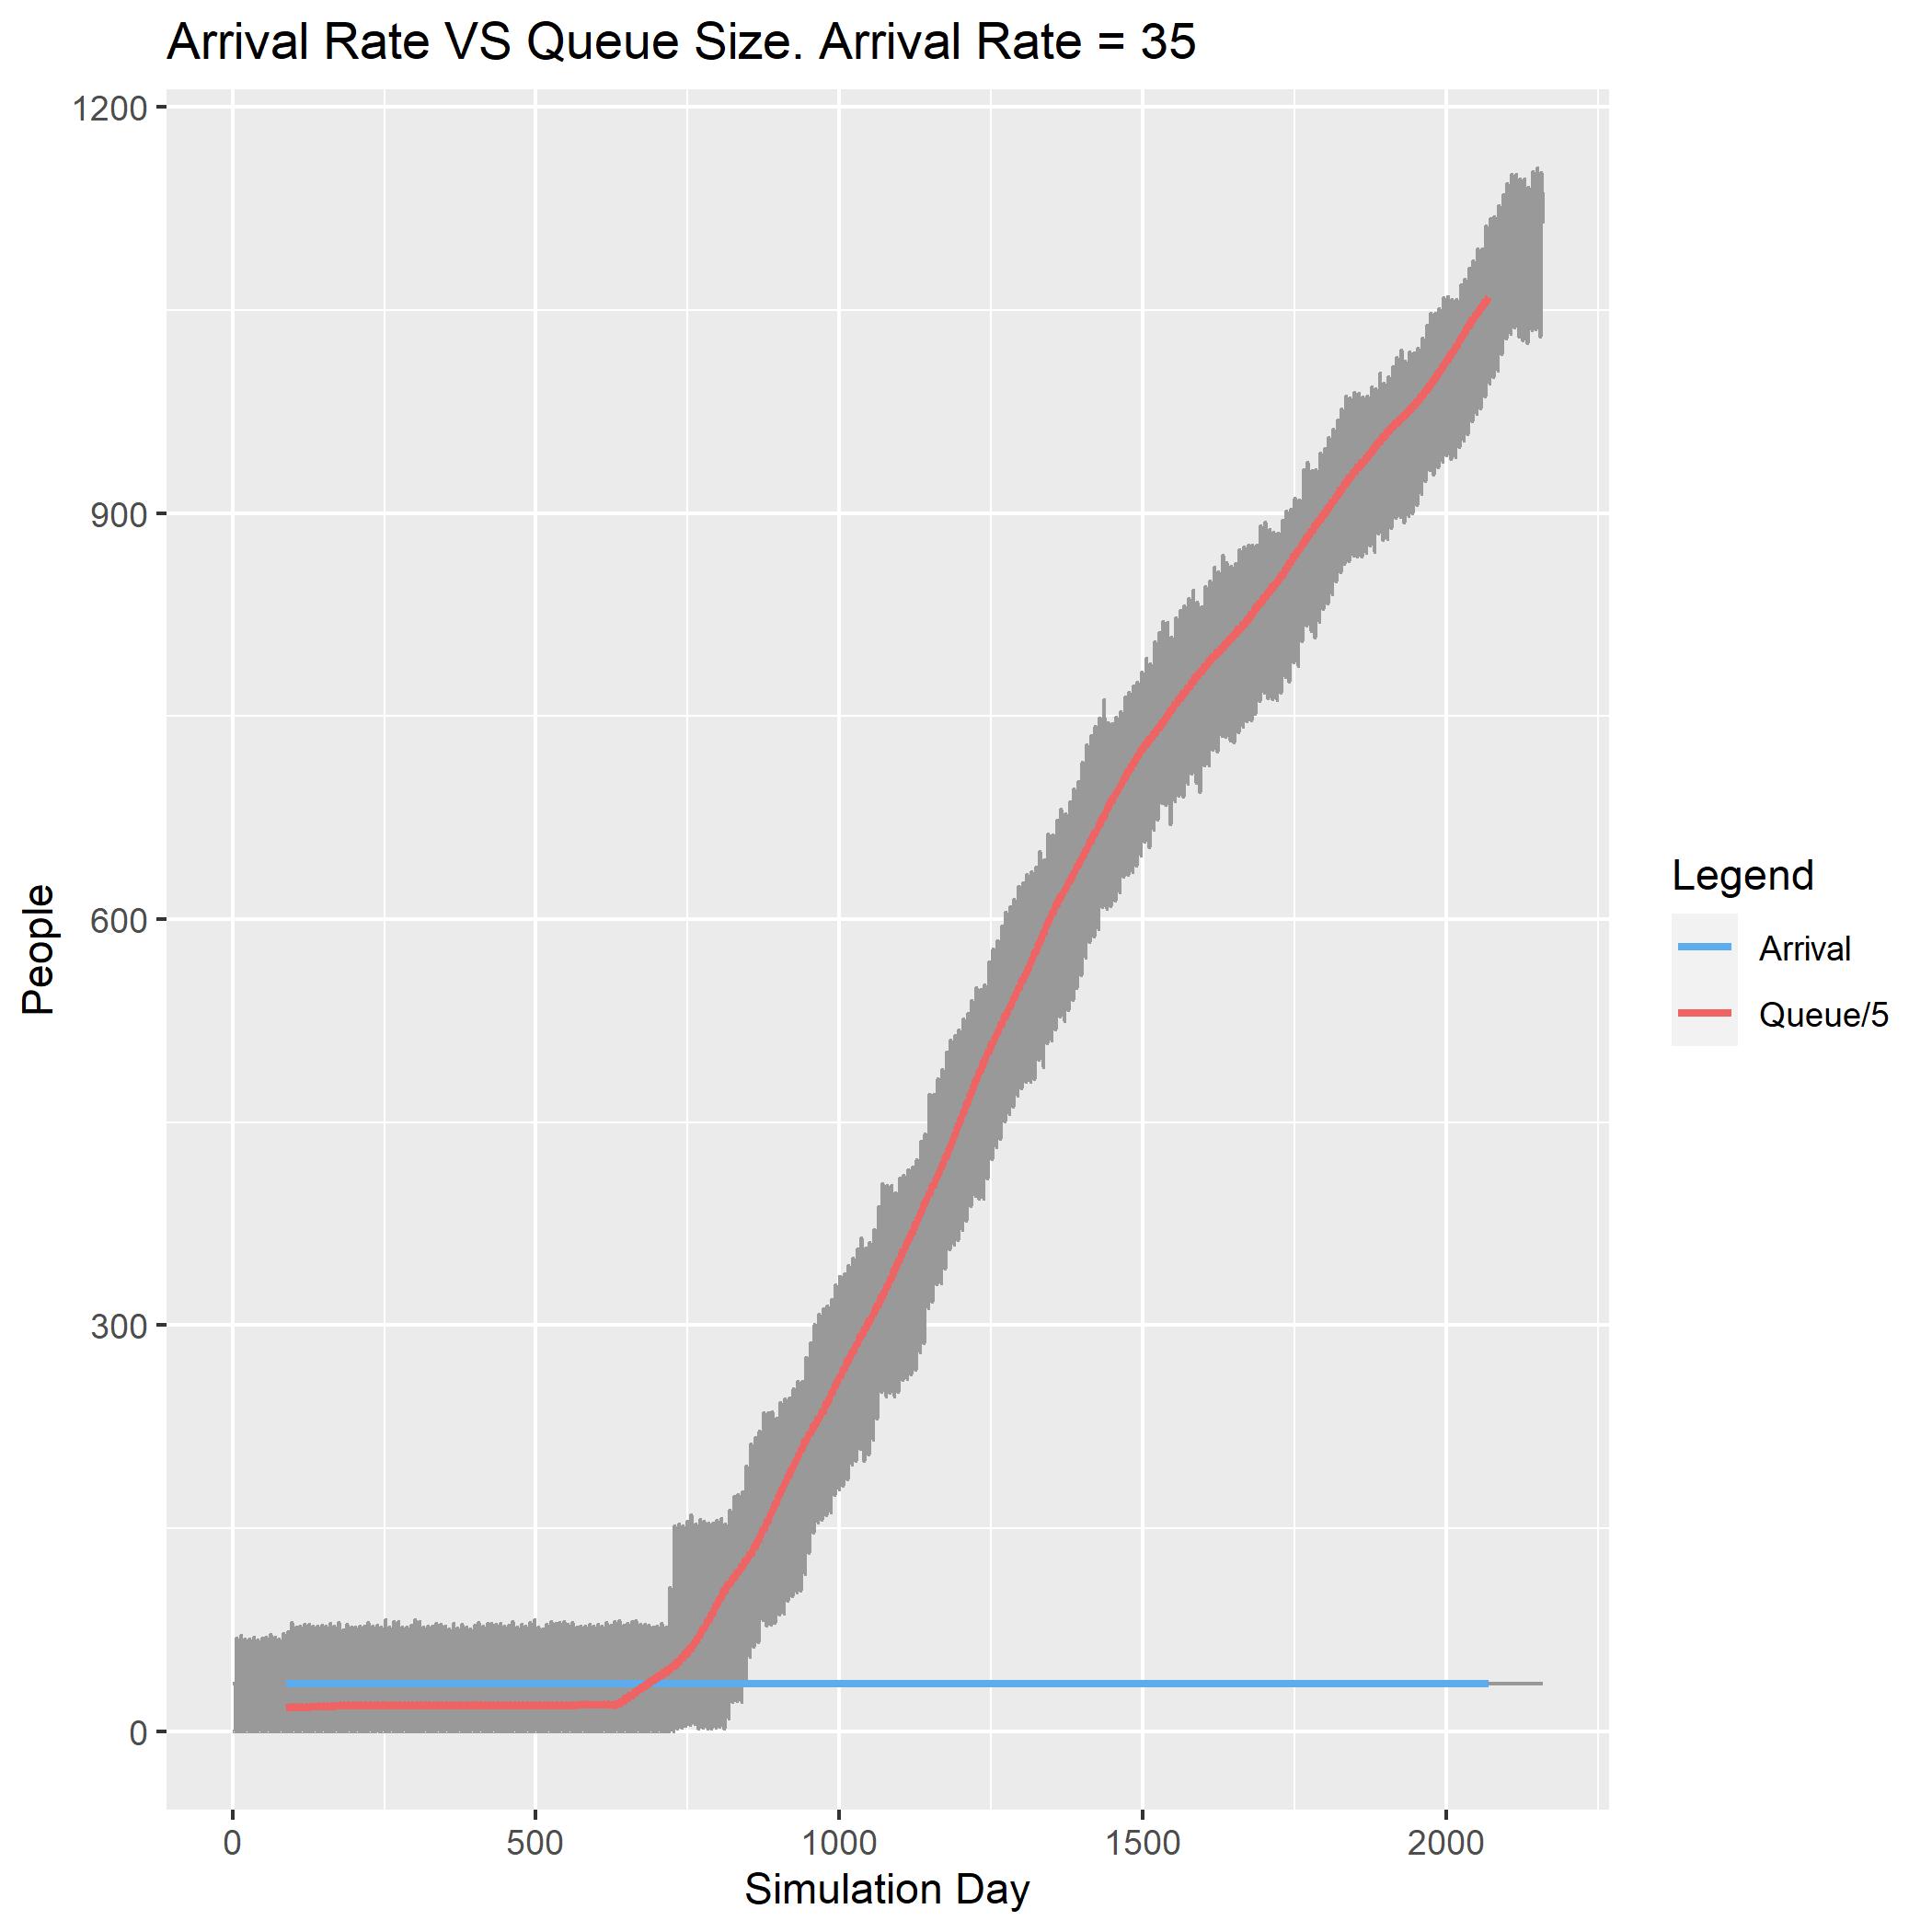 Arrival Rate VS Queue Size. Arrival Rate = 35
1200
900
600
300
0
People
0 500 1000 1500 2000
Simulation Day
Legend
Arrival
Queue/5